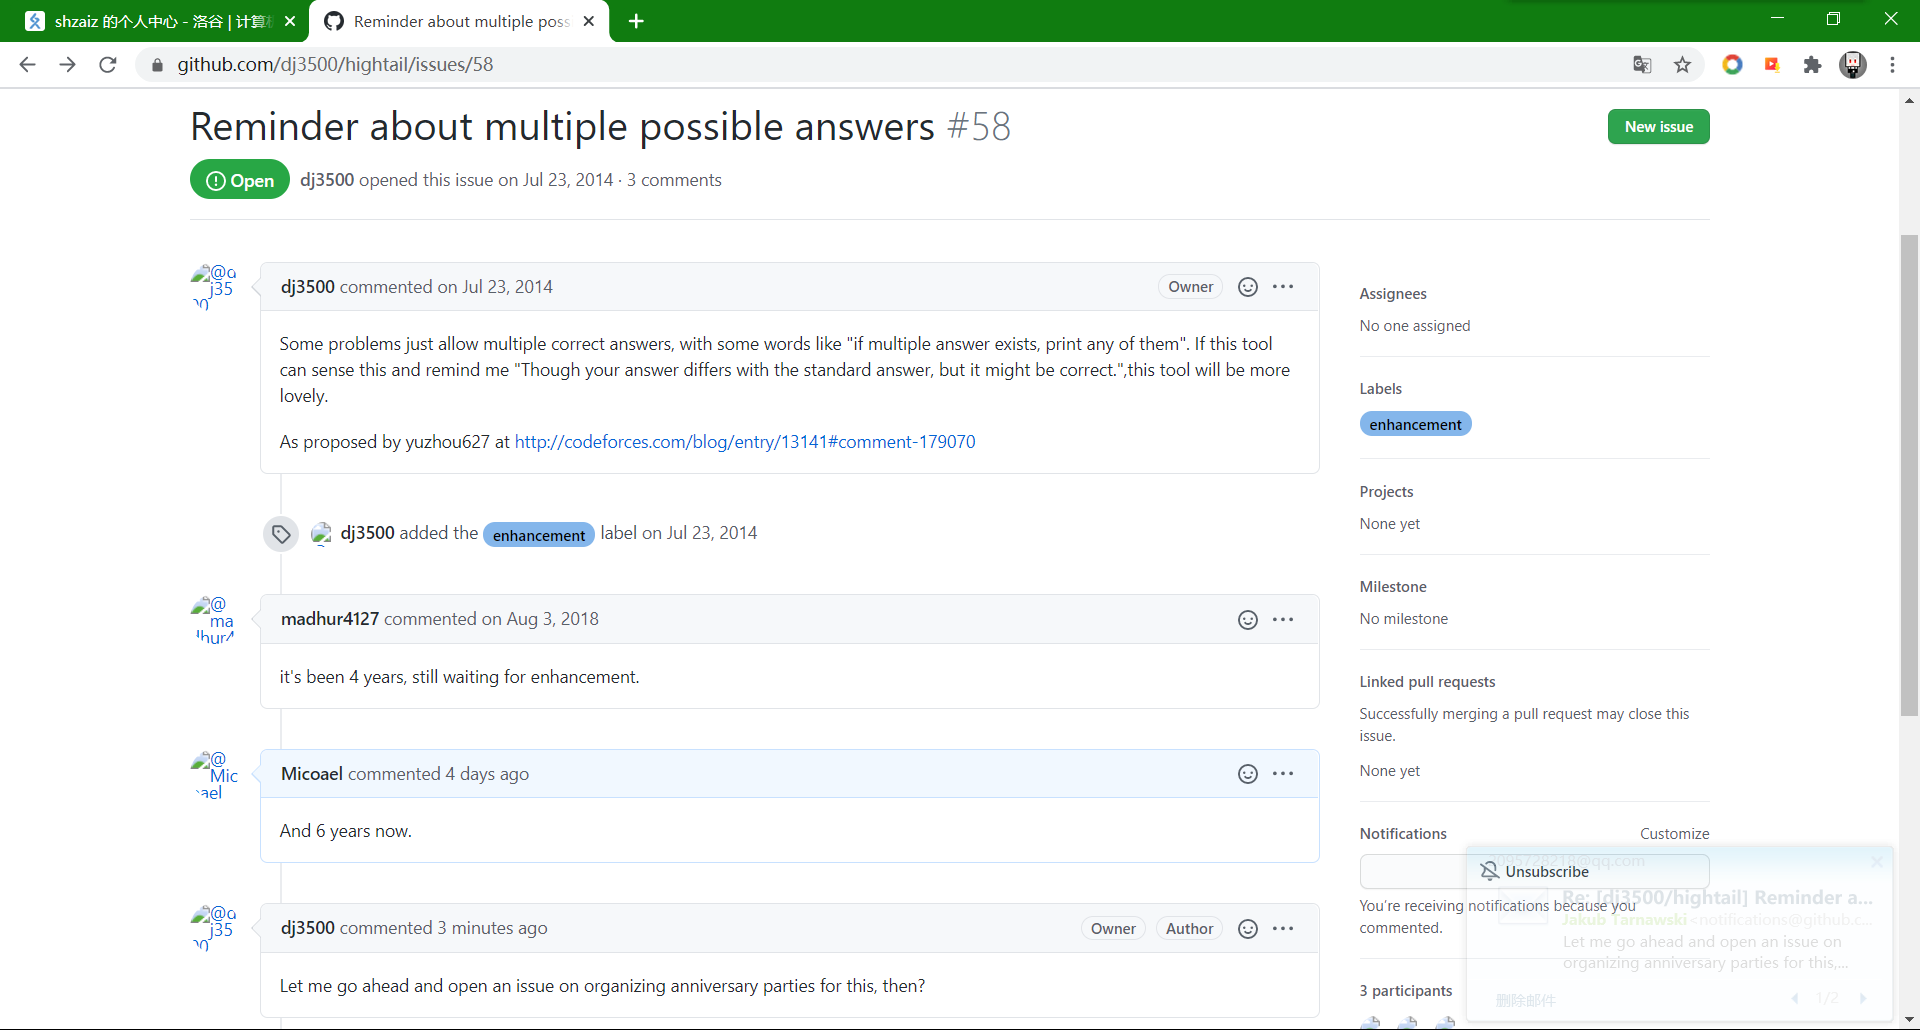 shzaiz 的个人中心 - 洛谷 | 计算
Reminder about multiple poss
github.com/dj3500/hightail/issues/58
Reminder about multiple possible answers #58
New issue
Open
dj3500 opened this issue on Jul 23, 2014 · 3 comments
@d
j35
00
dj3500 commented on Jul 23, 2014
Owner
Some problems just allow multiple correct answers, with some words like "if multiple answer exists, print any of them". If this tool
can sense this and remind me "Though your answer differs with the standard answer, but it might be correct.",this tool will be more
lovely.
As proposed by yuzhou627 at http://codeforces.com/blog/entry/13141#comment-179070
dj3500 added the enhancement label on Jul 23, 2014
@
ma
dhur4
madhur4127 commented on Aug 3, 2018
it's been 4 years, still waiting for enhancement.
@
Mic
oael
Micoael commented 4 days ago
And 6 years now.
@d
j35
00
dj3500 commented 3 minutes ago
Owner
Author
Let me go ahead and open an issue on organizing anniversary parties for this, then?
Assignees
No one assigned
Labels
enhancement
Projects
None yet
Milestone
No milestone
Linked pull requests
Successfully merging a pull request may close this
issue.
None yet
Notifications
Customize
Unsubscribe
You're receiving notifications because you
commented.
3 participants
Re: [dj3500/hightail] Reminder a...
Jakub Tarnawski <notifications@github.c...
Let me go ahead and open an issue on
organizing anniversary parties for this,...
删除邮件
1/2